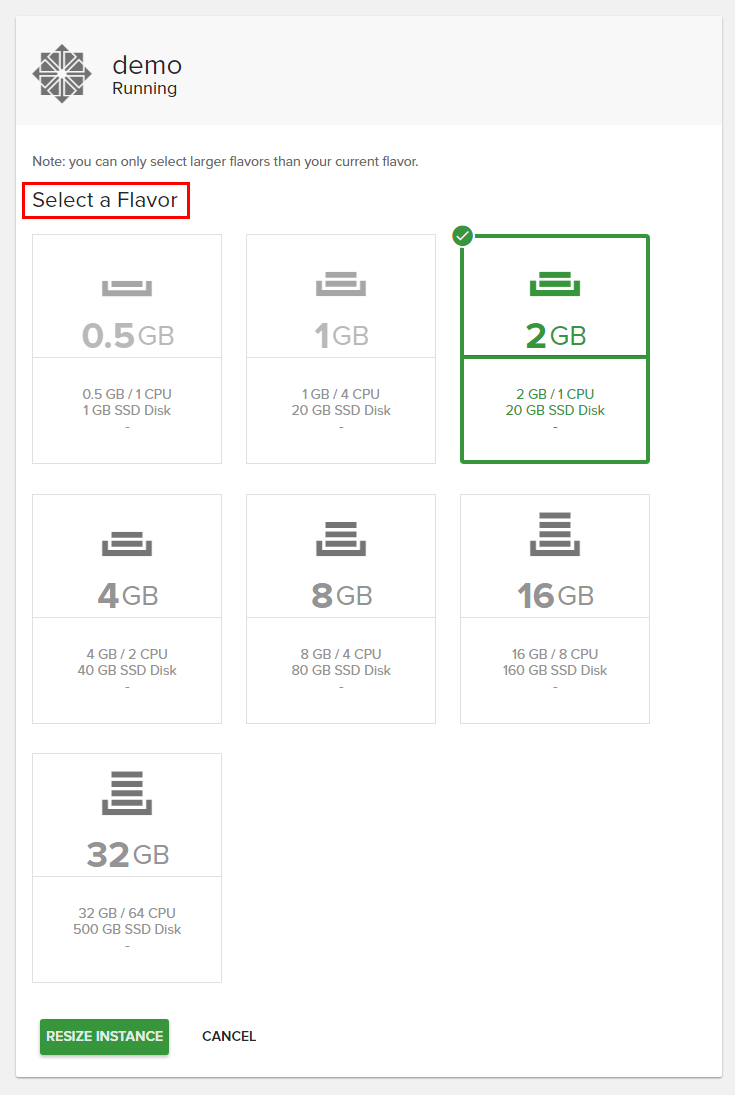 demo
Running
Note: you can only select larger flavors than your current flavor.
Select a Flavor
0.5 GB
0.5 GB / 1 CPU
1 GB SSD Disk
-
1 GB
1 GB / 4 CPU
20 GB SSD Disk
-
2 GB
2 GB / 1 CPU
20 GB SSD Disk
-
4 GB
4 GB / 2 CPU
40 GB SSD Disk
-
8 GB
8 GB / 4 CPU
80 GB SSD Disk
-
16 GB
16 GB / 8 CPU
160 GB SSD Disk
-
32 GB
32 GB / 64 CPU
500 GB SSD Disk
-
RESIZE INSTANCE
CANCEL